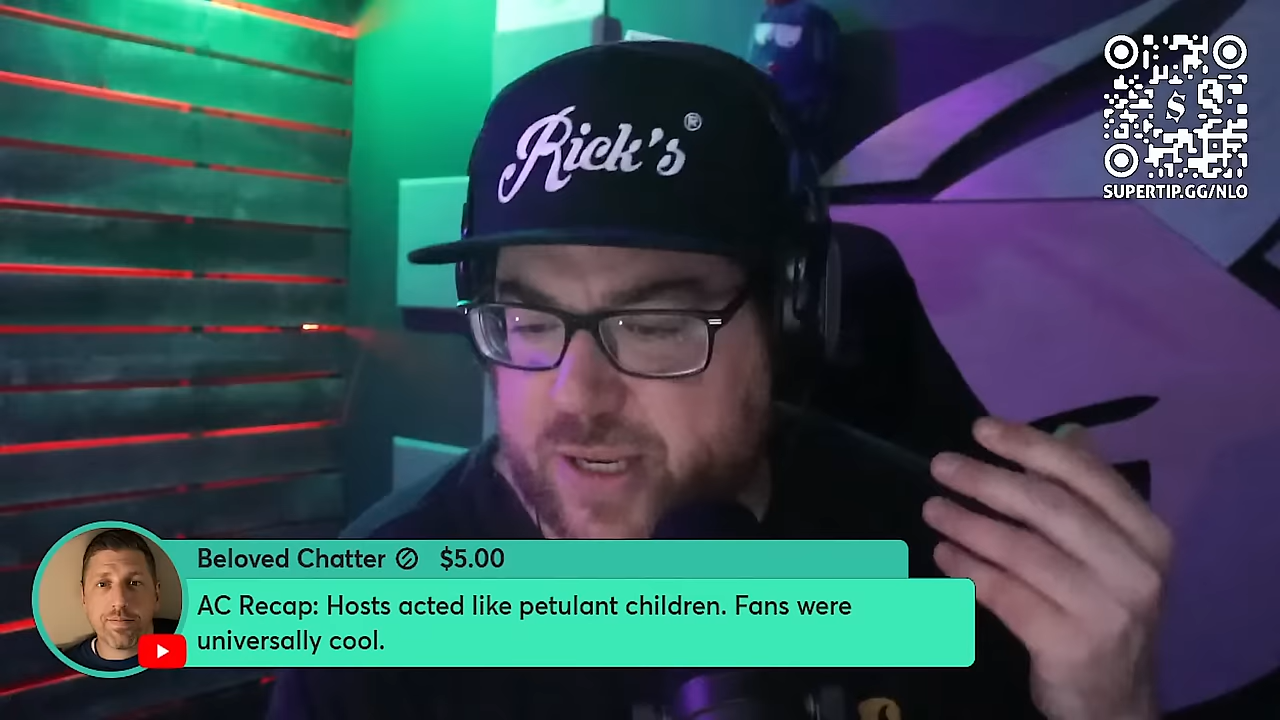 Rick's®
$
SUPERTIP.GG/NLO
Beloved Chatter $5.00
AC Recap: Hosts acted like petulant children. Fans were
universally cool.